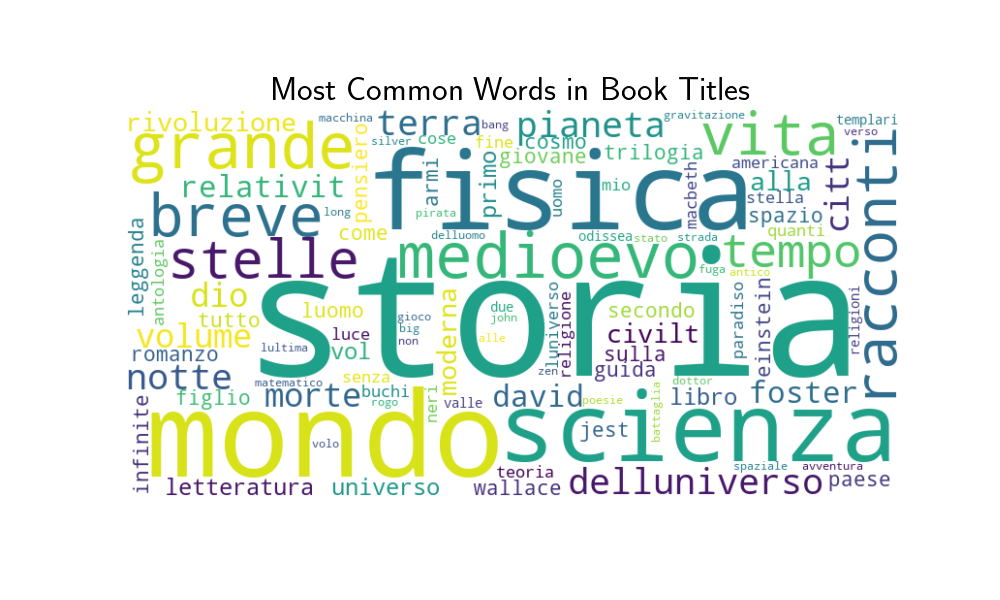 Most Common Words in Book Titles
rivoluzione
macchina
terra
bang
pianeta
gravitazione
vita
templari
verso
grande
pensiero
silver
cose
fine
cosmo
giovane
trilogia
americana
citt
racconti
relativit
armi
fisica
primo
uomo
mio
macbeth
alla
stella
spazio
breve
long
pirata
come
delluomo
odissea
stato
strada
quanti
leggenda
antologia
stelle
medioevo
tempo
fuga
antico
dio
luomo
storia
moderna
due
john
luniverso
religione
secondo
paradiso
einstein
religioni
volume
tutto
luce
gioco
big
non
alle
civilt
romanzo
lultima
vol
sulla
notte
matematico
senza
zen
guida
figlio
morte
buchi
rogo
neri
valle
david
poesie
battaglia
dottor
libro
foster
infinite
mondo
volo
scienza
jest
letteratura
universo
teoria
wallace
delluniverso
spaziale
avventura
paese